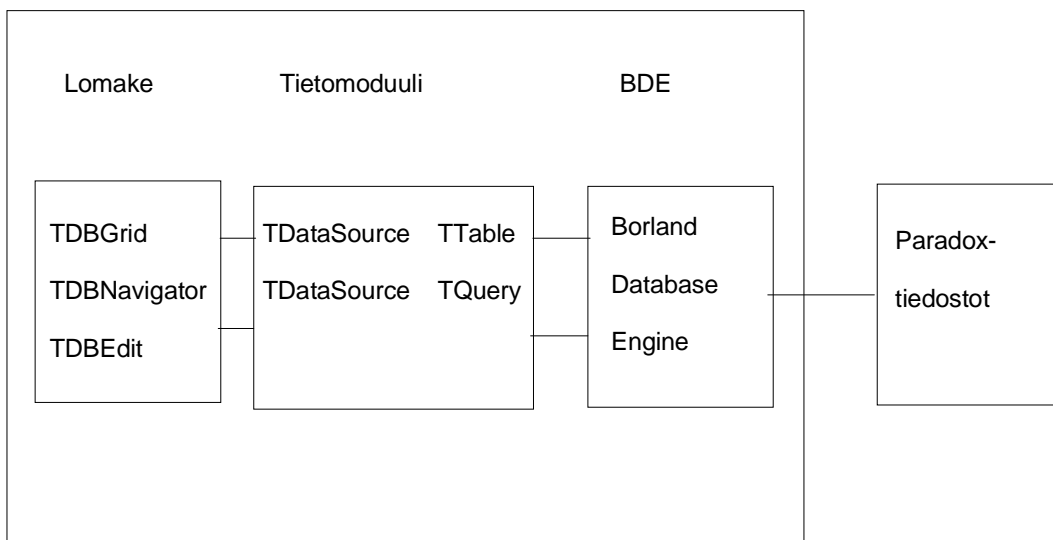 Lomake Tietomoduuli BDE
TDBGrid
TDBNavigator
TDBEdit
TDataSource TTable
TDataSource TQuery
Borland
Database
Engine
Paradox-
tiedostot